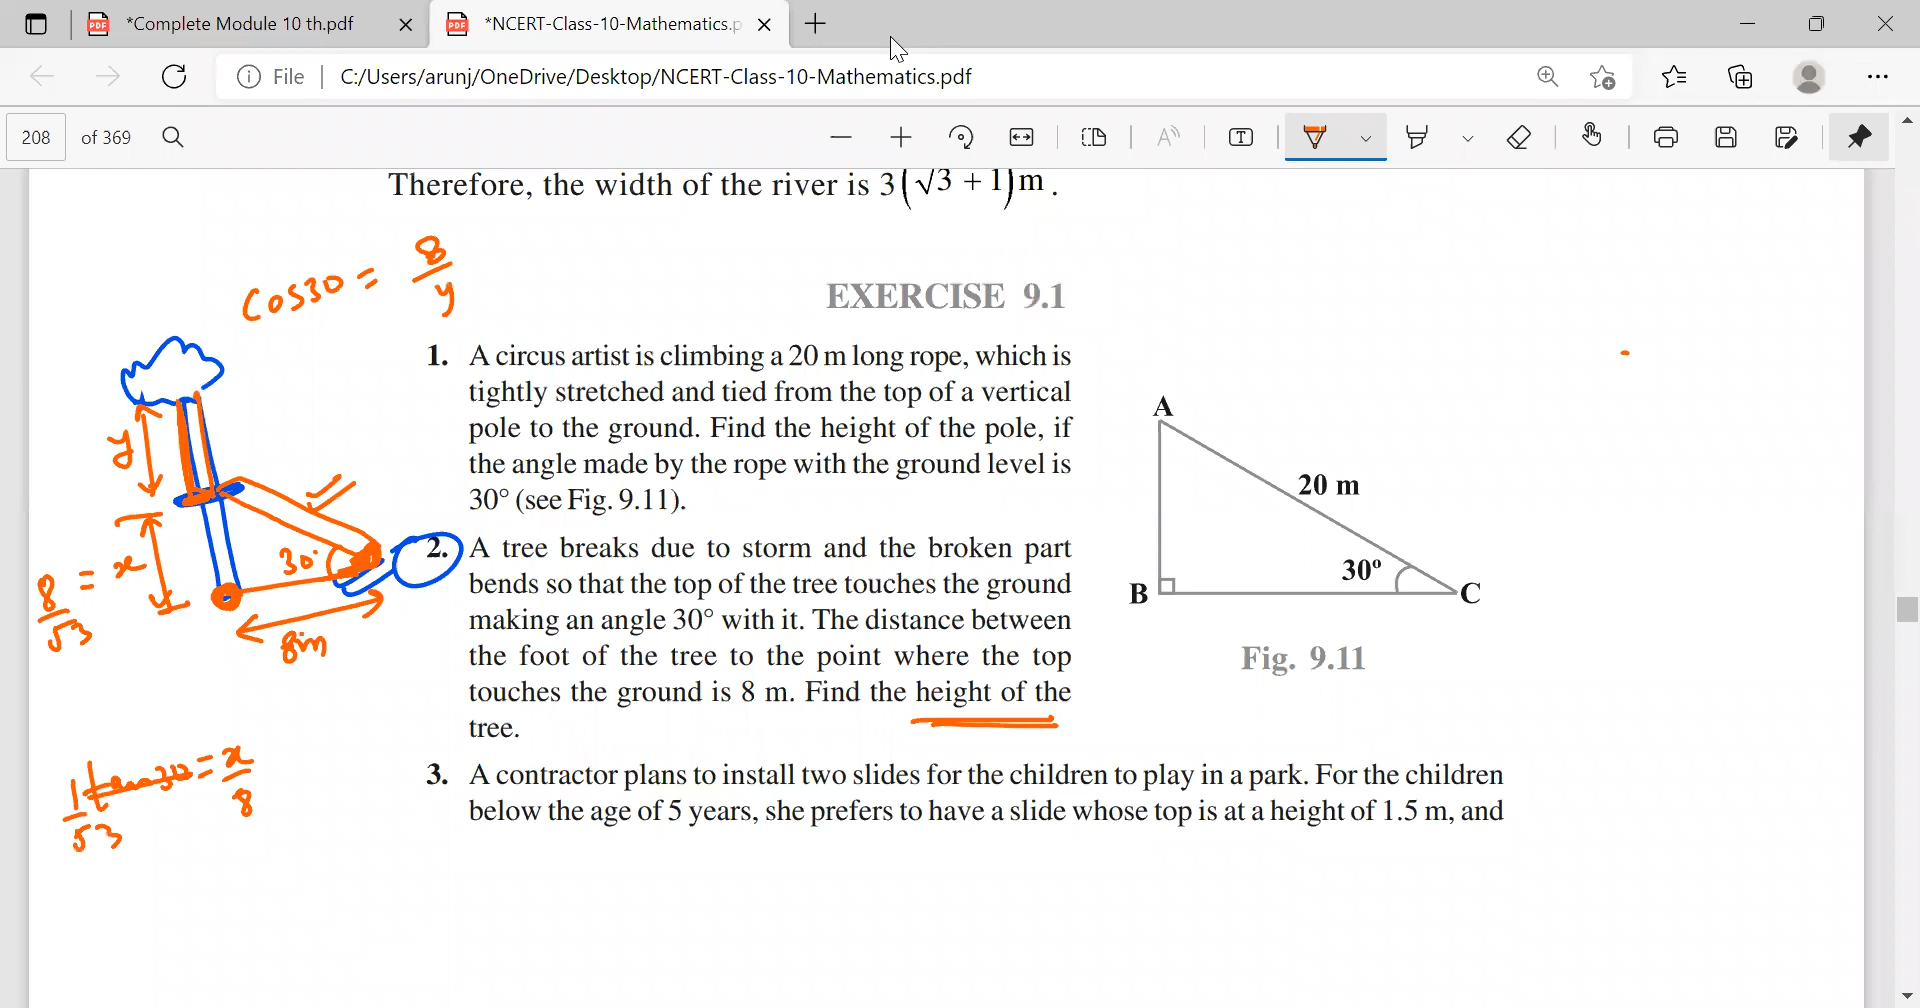 *Complete Module 10 th.pdf
*NCERT-Class-10-Mathematics.p
File
C:/Users/arunj/OneDrive/Desktop/NCERT-Class-10-Mathematics.pdf
208 of 369
Therefore, the width of the river is 3(√3 + 1)m .
cos30 = 8/y
EXERCISE 9.1
1. A circus artist is climbing a 20 m long rope, which is
tightly stretched and tied from the top of a vertical
pole to the ground. Find the height of the pole, if
the angle made by the rope with the ground level is
30° (see Fig. 9.11).
2. A tree breaks due to storm and the broken part
bends so that the top of the tree touches the ground
making an angle 30° with it. The distance between
the foot of the tree to the point where the top
touches the ground is 8 m. Find the height of the
tree.
A
20 m
30º
B
C
Fig. 9.11
y
30°
8/√3 = x
8m
1/√3 tan30 = x/8
3. A contractor plans to install two slides for the children to play in a park. For the children
below the age of 5 years, she prefers to have a slide whose top is at a height of 1.5 m, and